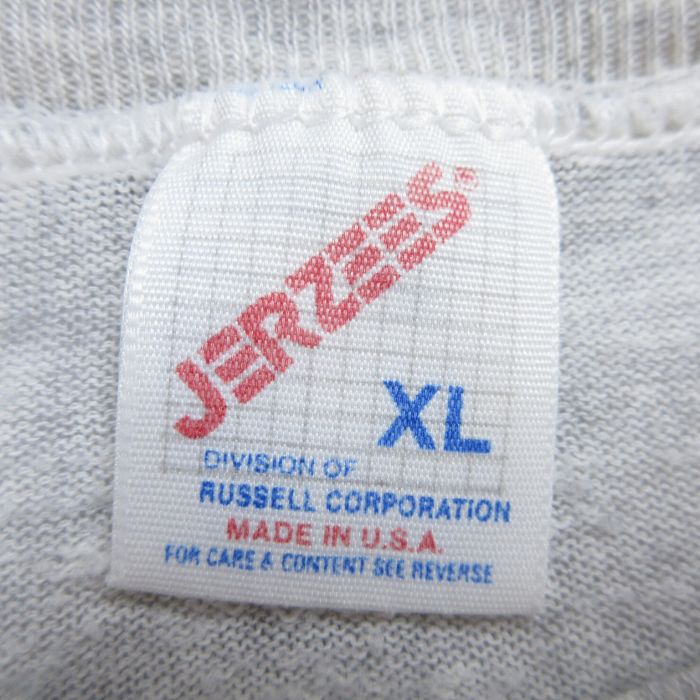 JERZEES®
XL
DIVISION OF
RUSSELL CORPORATION
MADE IN U.S.A.
FOR CARE & CONTENT SEE REVERSE